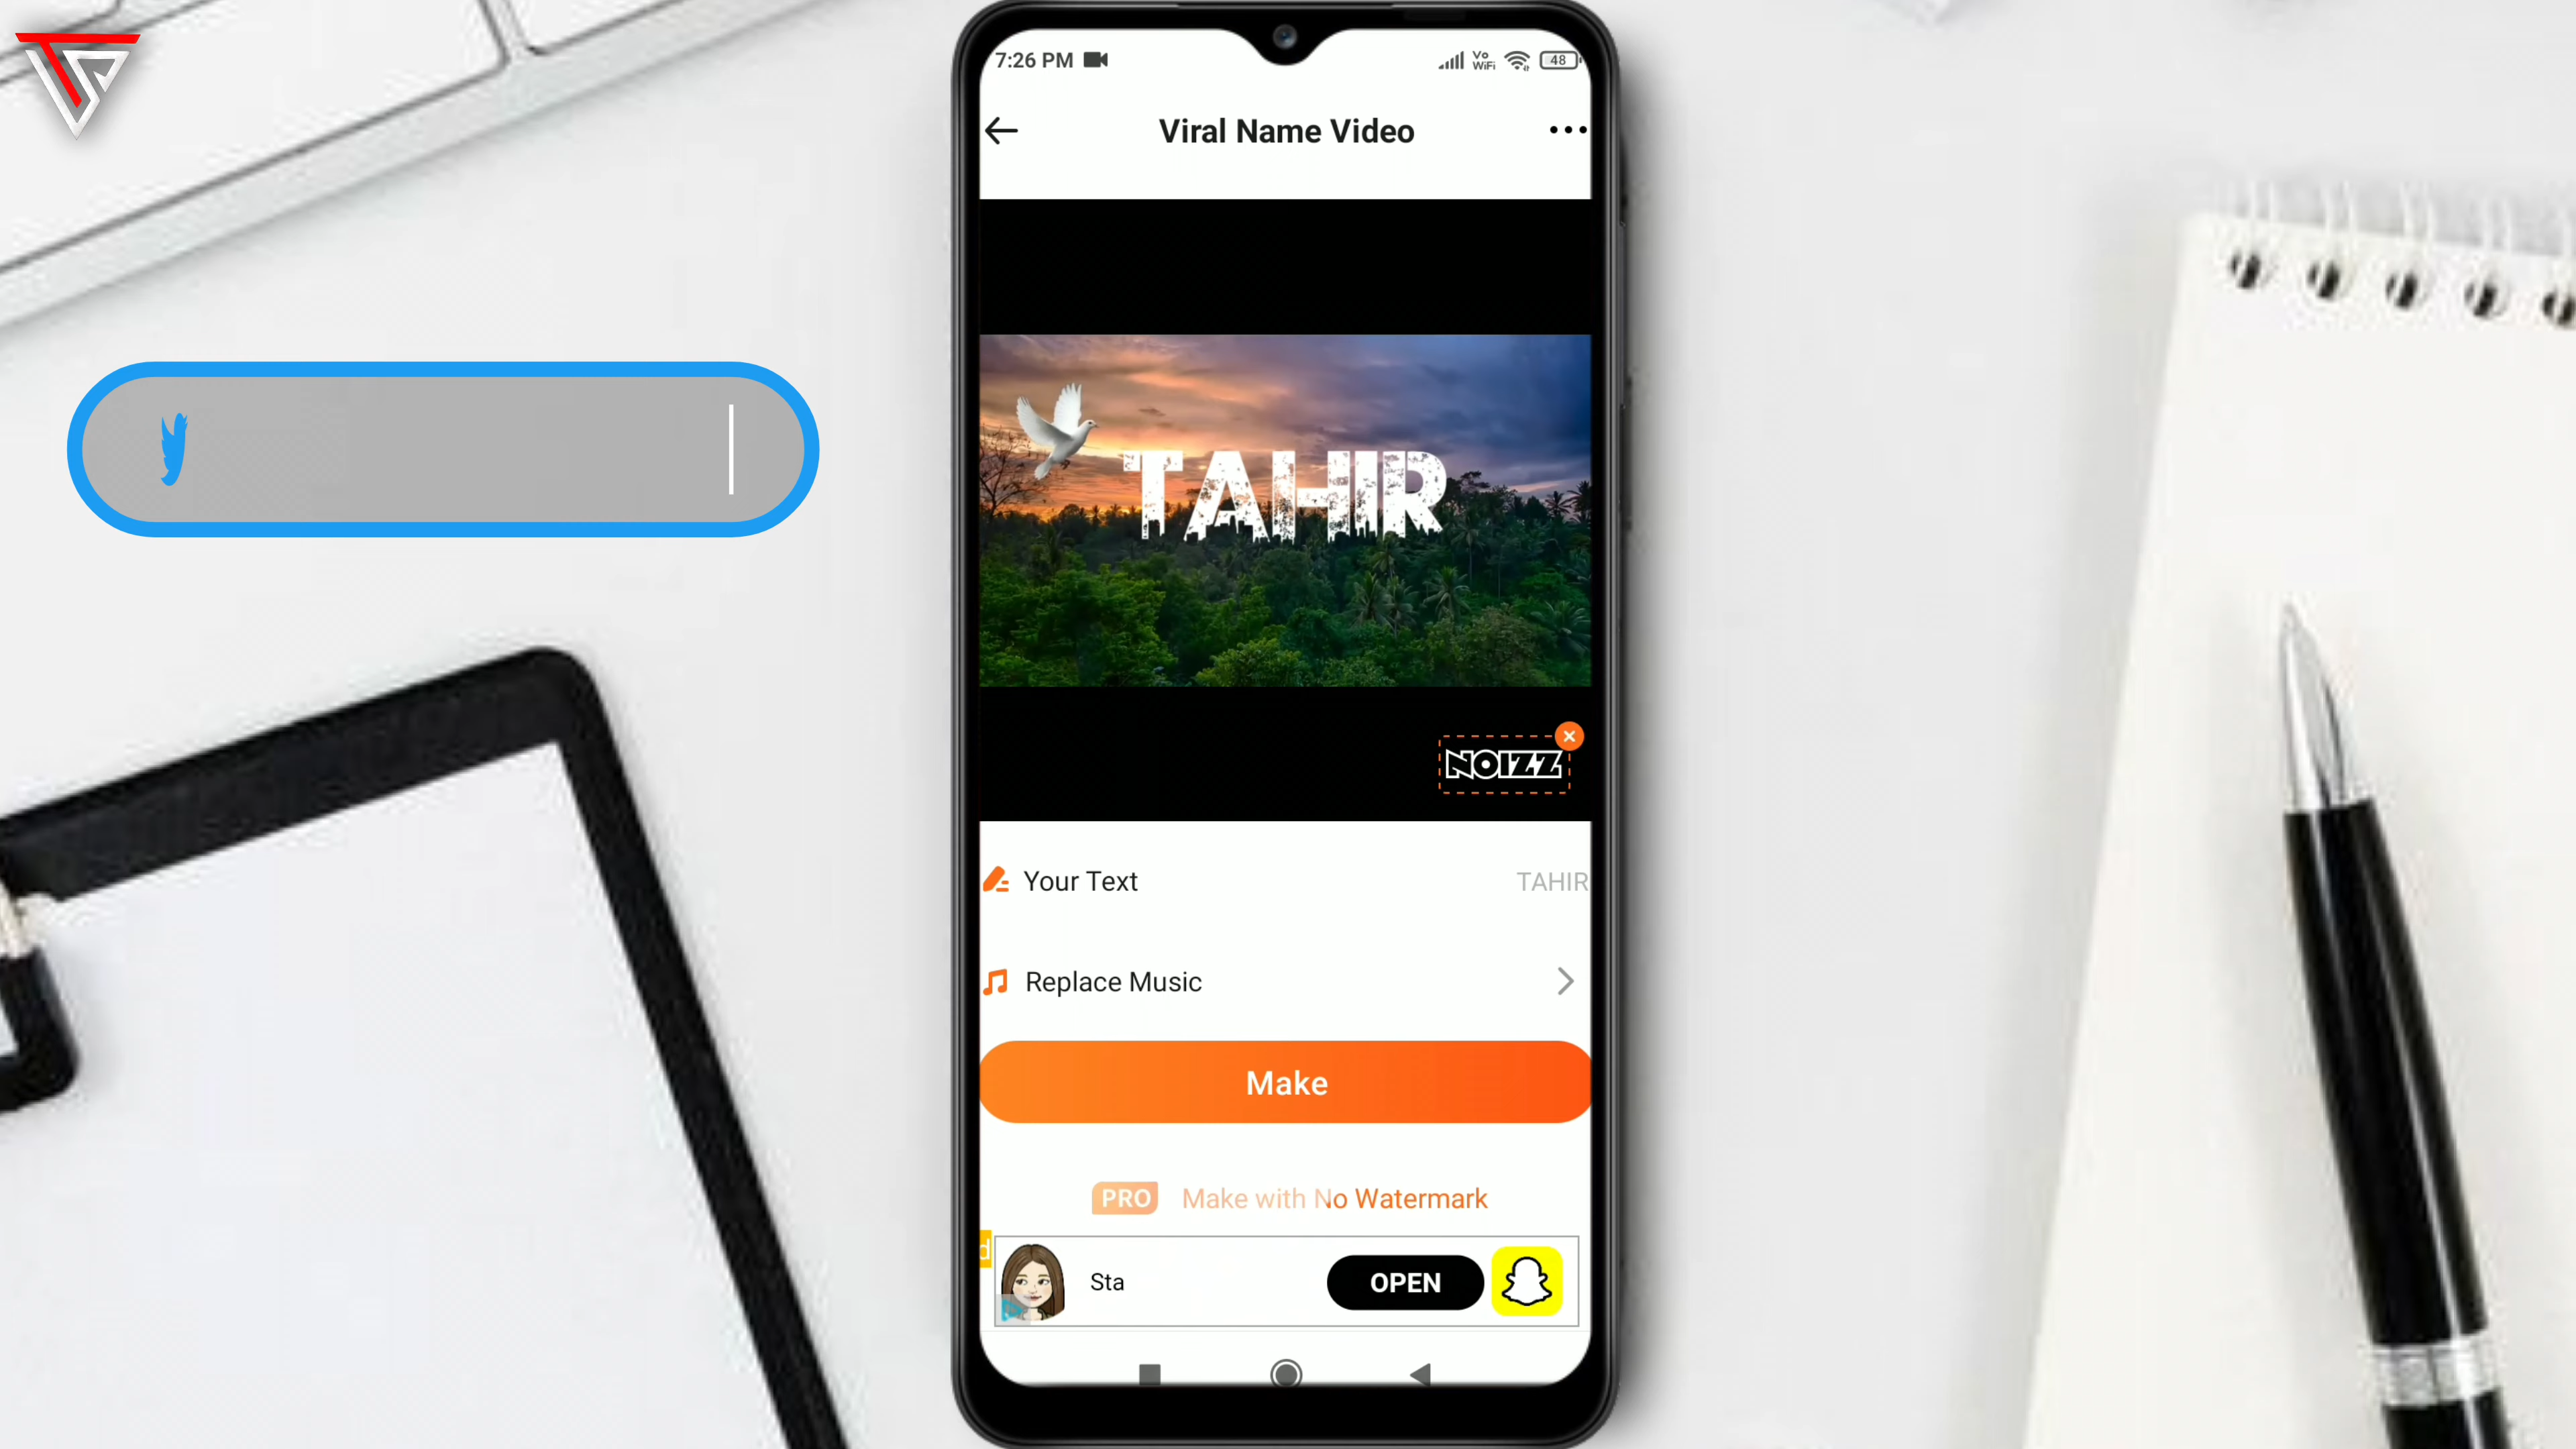 7:26 PM
Vo
WiFi
48
Viral Name Video
TAHIR
NOIZZ
Your Text
TAHIR
Replace Music
Make
PRO Make with No Watermark
d
Sta
OPEN